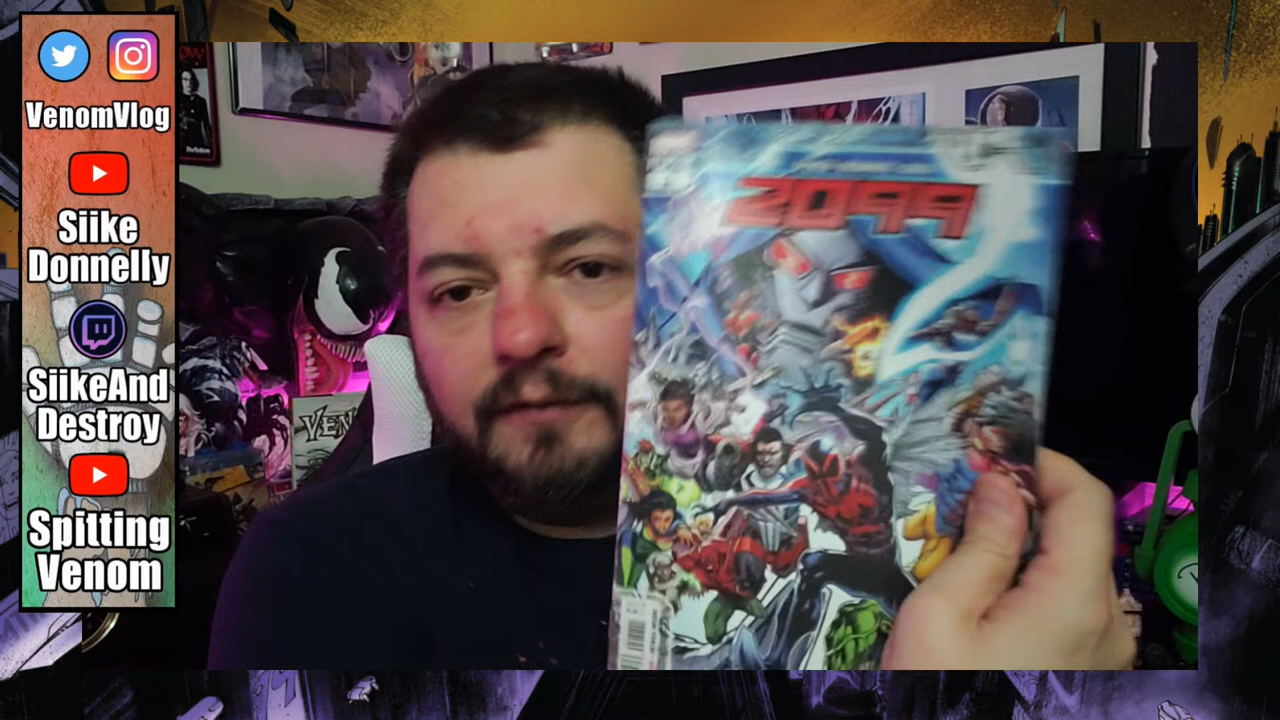 VenomVlog
Siike
Donnelly
SiikeAnd
Destroy
Spitting
Venom
2099
VEN